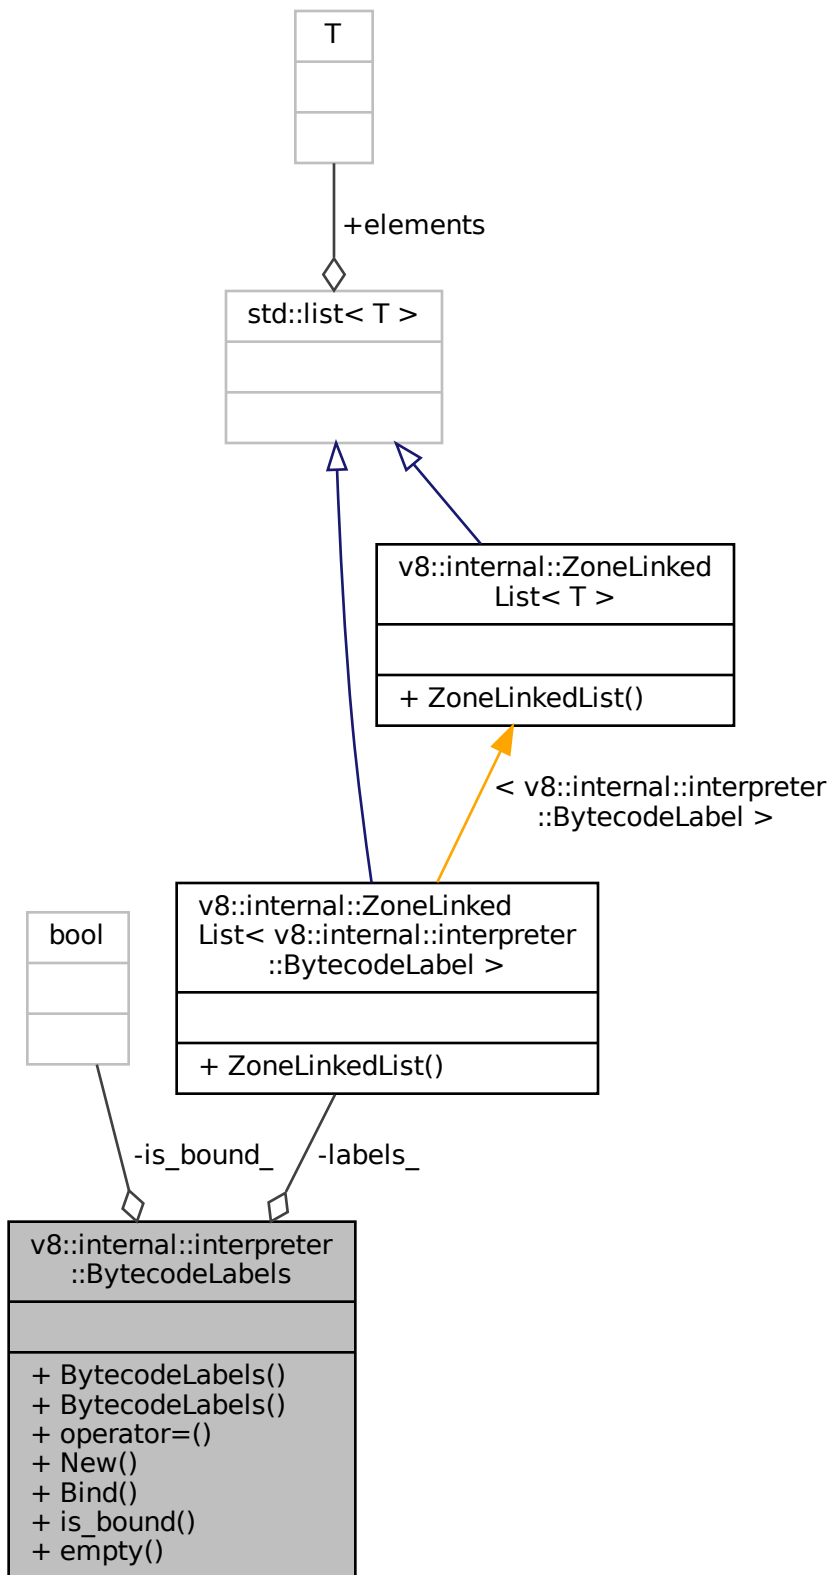 T
+elements
std::list< T >
v8::internal::ZoneLinked
List< T >
+ ZoneLinkedList()
< v8::internal::interpreter
::BytecodeLabel >
v8::internal::ZoneLinked
List< v8::internal::interpreter
::BytecodeLabel >
+ ZoneLinkedList()
bool
-is_bound_
-labels_
v8::internal::interpreter
::BytecodeLabels
+ BytecodeLabels()
+ BytecodeLabels()
+ operator=()
+ New()
+ Bind()
+ is_bound()
+ empty()